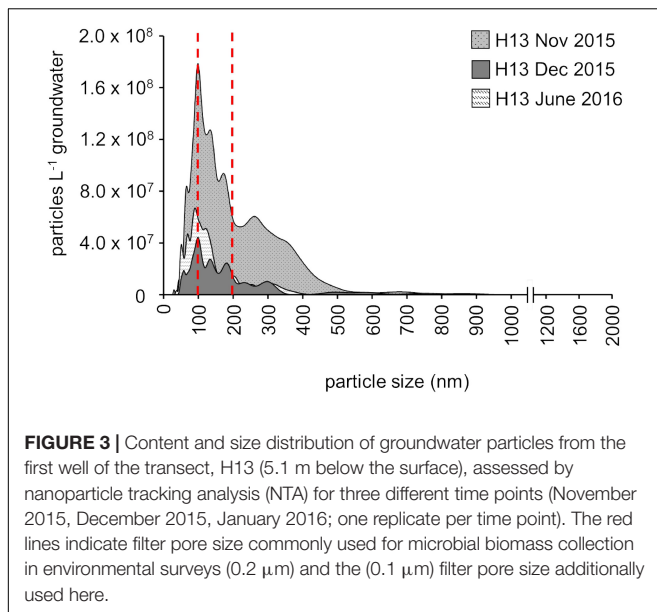 2.0 x 10⁸
1.6 x 10⁸
1.2 x 10⁸
8.0 x 10⁷
4.0 x 10⁷
0
particles L⁻¹ groundwater
H13 Nov 2015
H13 Dec 2015
H13 June 2016
0
100
200
300
400
500
600
700
800
900
1000
1200
1600
2000
particle size (nm)
FIGURE 3 | Content and size distribution of groundwater particles from the
first well of the transect, H13 (5.1 m below the surface), assessed by
nanoparticle tracking analysis (NTA) for three different time points (November
2015, December 2015, January 2016; one replicate per time point). The red
lines indicate filter pore size commonly used for microbial biomass collection
in environmental surveys (0.2 μm) and the (0.1 μm) filter pore size additionally
used here.